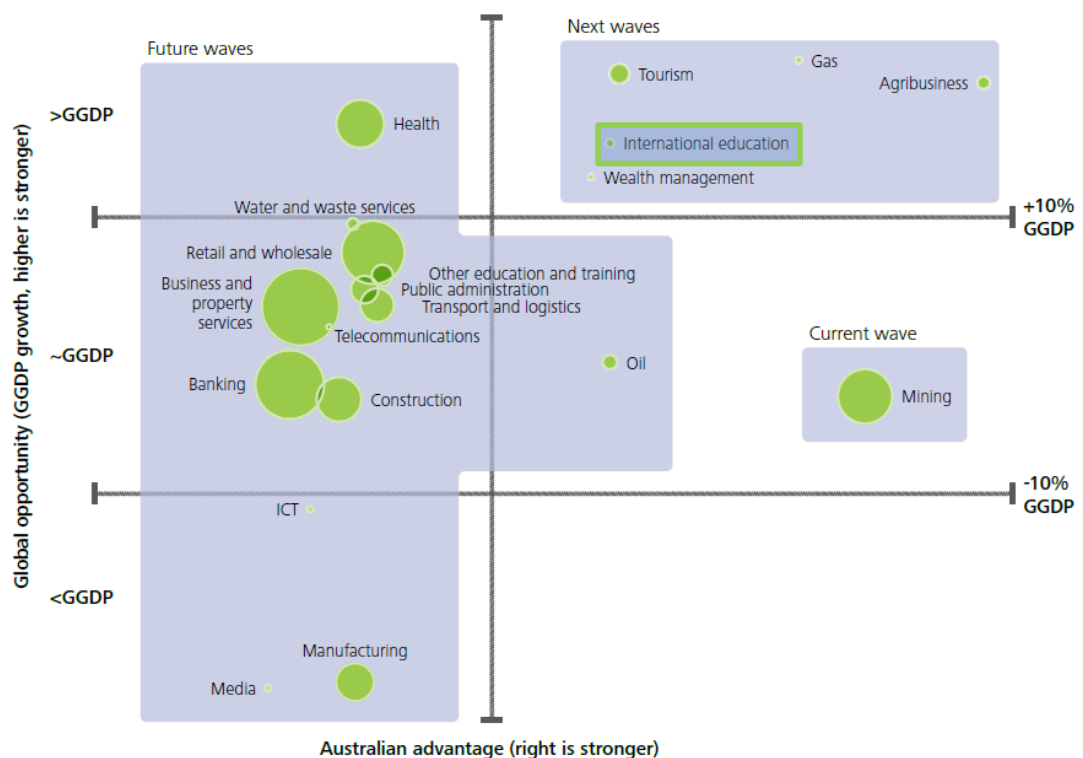 Next waves
Future waves
Gas
Tourism
Agribusiness
>GGDP
Health
International education
Wealth management
Water and waste services
+10%
GGDP
Retail and wholesale
Other education and training
Business and
property
services
Public administration
Transport and logistics
Telecommunications
Current wave
~GGDP
Oil
Banking
Construction
Mining
-10%
GGDP
ICT
<GGDP
Manufacturing
Media
Global opportunity (GGDP growth, higher is stronger)
Australian advantage (right is stronger)